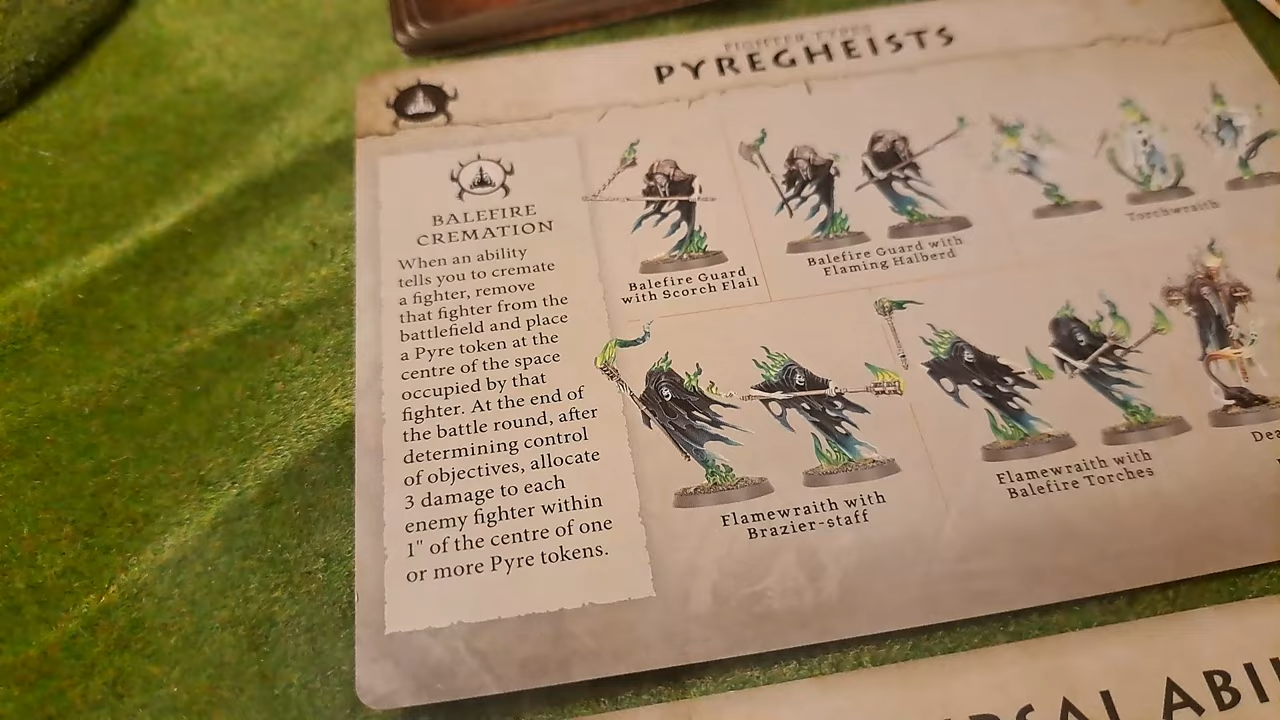 FIGHTER TYPES
PYREGHEISTS
BALEFIRE
CREMATION
When an ability
tells you to cremate
a fighter, remove
that fighter from the
battlefield and place
a Pyre token at the
centre of the space
occupied by that
fighter. At the end of
the battle round, after
determining control
of objectives, allocate
3 damage to each
enemy fighter within
1" of the centre of one
or more Pyre tokens.
Balefire Guard
with Scorch Flail
Balefire Guard with
Flaming Halberd
Torchwraith
Flamewraith with
Brazier-staff
Flamewraith with
Balefire Torches